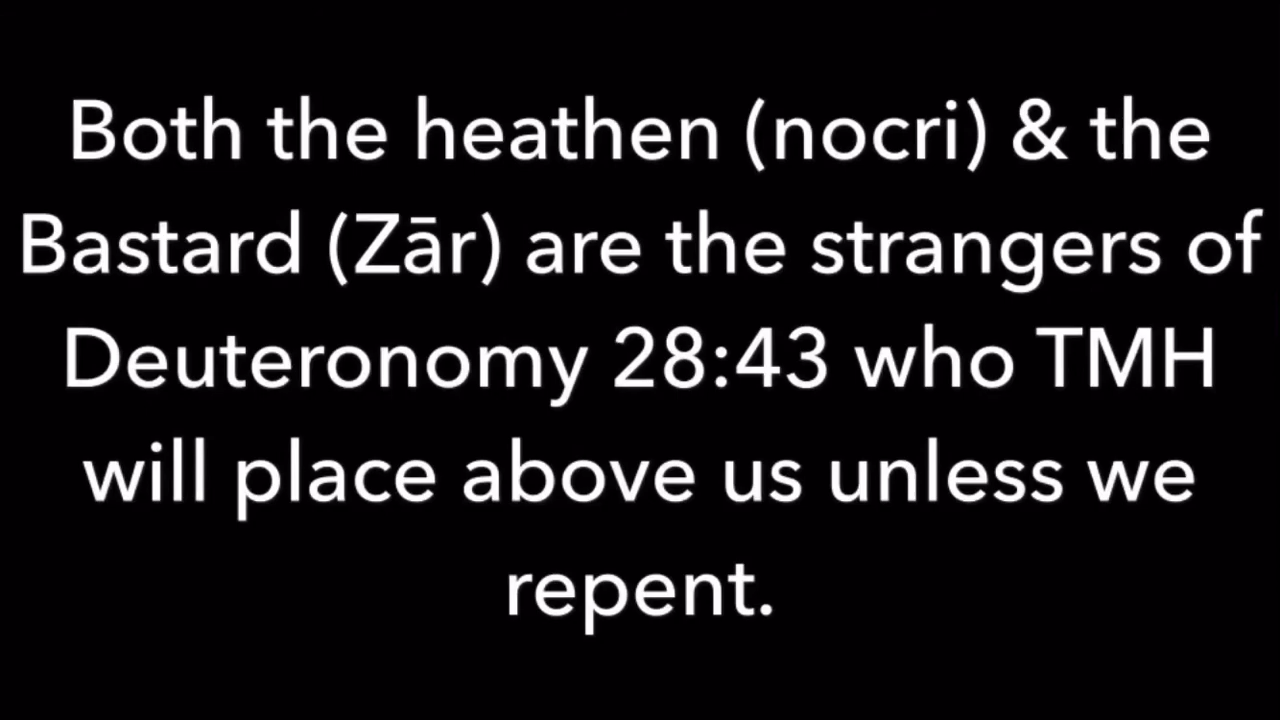 Both the heathen (nocri) & the
Bastard (Zār) are the strangers of
Deuteronomy 28:43 who TMH
will place above us unless we
repent.